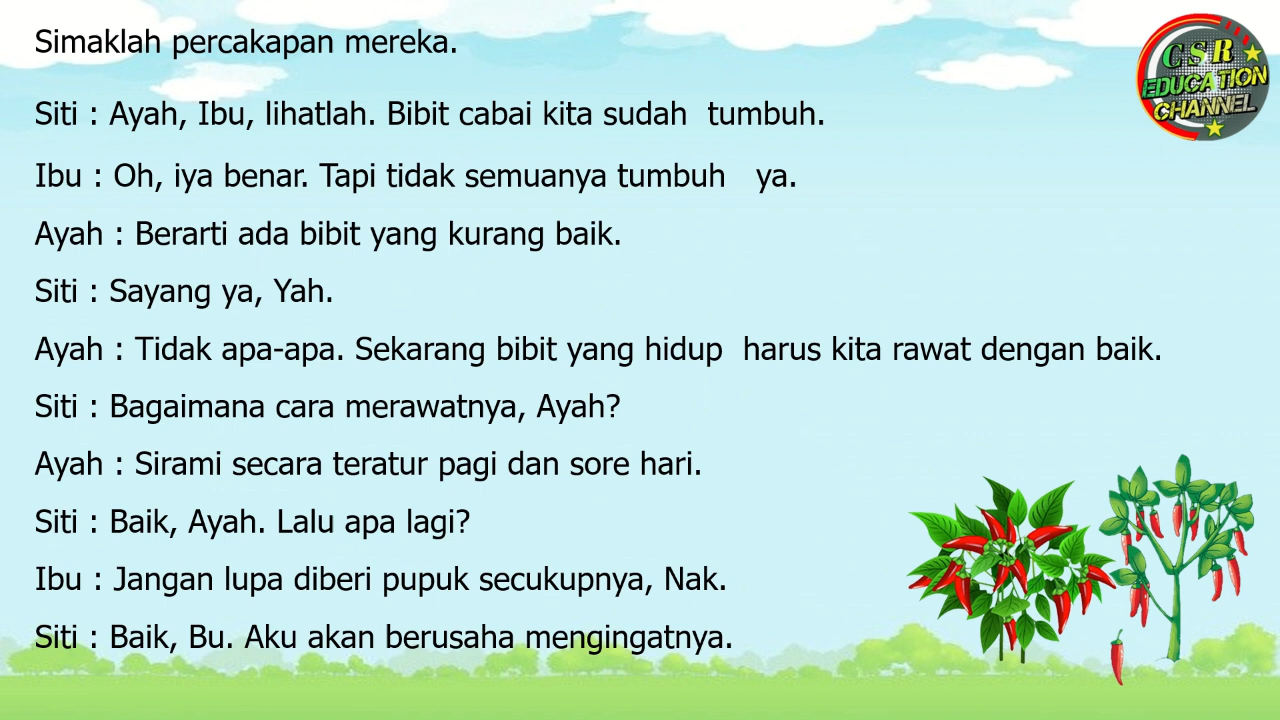 Simaklah percakapan mereka.
CSR
EDUCATION
CHANNEL
Siti : Ayah, Ibu, lihatlah. Bibit cabai kita sudah  tumbuh.
Ibu : Oh, iya benar. Tapi tidak semuanya tumbuh   ya.
Ayah : Berarti ada bibit yang kurang baik.
Siti : Sayang ya, Yah.
Ayah : Tidak apa-apa. Sekarang bibit yang hidup  harus kita rawat dengan baik.
Siti : Bagaimana cara merawatnya, Ayah?
Ayah : Sirami secara teratur pagi dan sore hari.
Siti : Baik, Ayah. Lalu apa lagi?
Ibu : Jangan lupa diberi pupuk secukupnya, Nak.
Siti : Baik, Bu. Aku akan berusaha mengingatnya.